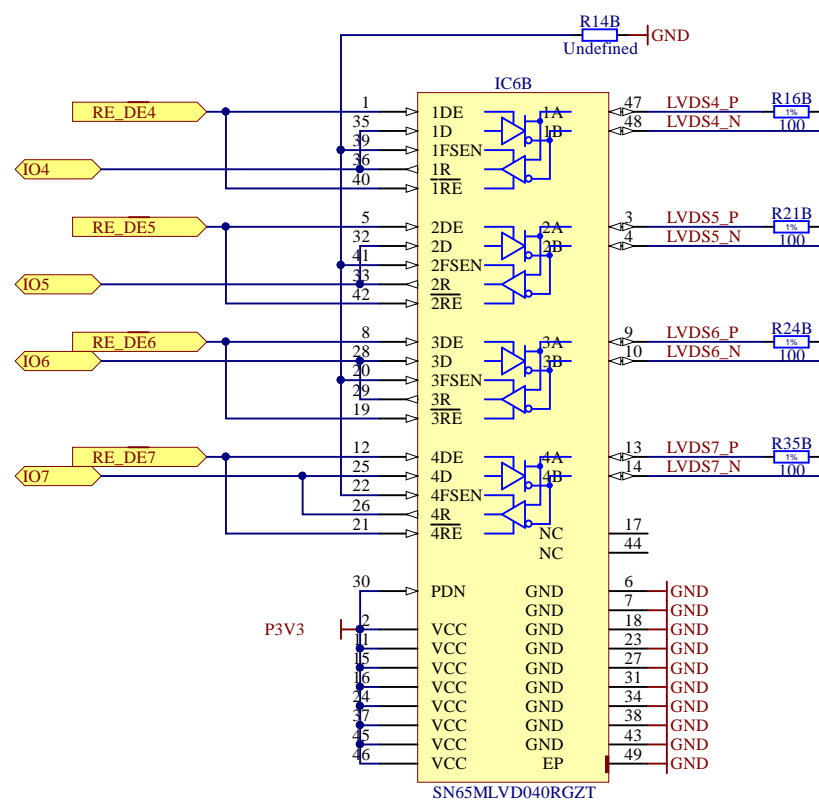 R14B
GND
Undefined
IC6B
RE_DE4 1 1DE 1A 47 LVDS4_P R16B
1%
35 1D 1B 48 LVDS4_N 100
39 1FSEN
IO4 36 1R
40 1RE
RE_DE5 5 2DE 2A 3 LVDS5_P R21B
1%
32 2D 2B 4 LVDS5_N 100
41 2FSEN
IO5 33 2R
42 2RE
RE_DE6 8 3DE 3A 9 LVDS6_P R24B
1%
IO6 28 3D 3B 10 LVDS6_N 100
20 3FSEN
29 3R
19 3RE
RE_DE7 12 4DE 4A 13 LVDS7_P R35B
1%
IO7 25 4D 4B 14 LVDS7_N 100
22 4FSEN
26 4R
21 4RE NC 17
NC 44
30 PDN GND 6 GND
GND 7
P3V3 2 VCC GND 18 GND
11 VCC GND 23 GND
15 VCC GND 27 GND
16 VCC GND 31 GND
24 VCC GND 34 GND
37 VCC GND 38 GND
45 VCC GND 43 GND
46 VCC EP 49 GND
SN65MLVD040RGZT